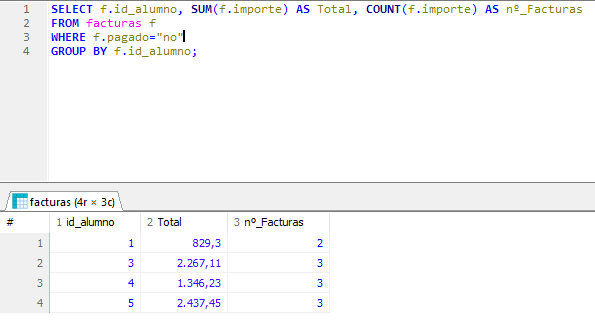 1 SELECT f.id_alumno, SUM(f.importe) AS Total, COUNT(f.importe) AS nº_Facturas
2 FROM facturas f
3 WHERE f.pagado="no"
4 GROUP BY f.id_alumno;
facturas (4r × 3c)
# 1 id_alumno 2 Total 3 nº_Facturas
1 1 829,3 2
2 3 2.267,11 3
3 4 1.346,23 3
4 5 2.437,45 3